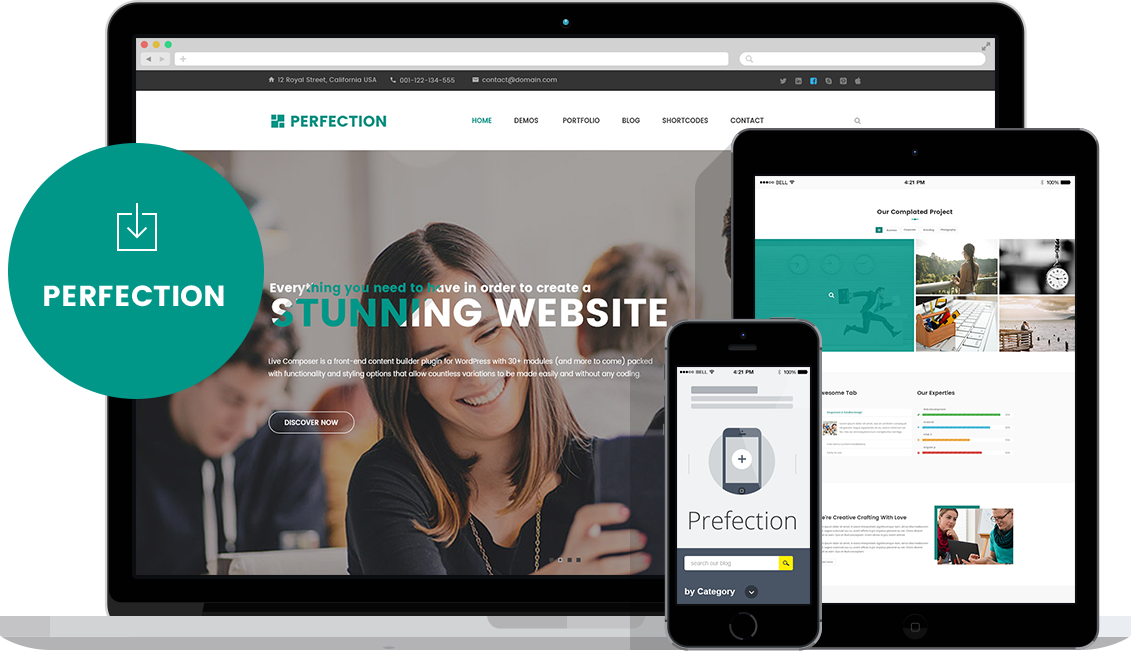 12 Royal Street, California USA
001-122-134-555
contact@domain.com
PERFECTION
HOME
DEMOS
PORTFOLIO
BLOG
SHORTCODES
CONTACT
PERFECTION
Everything you need to have in order to create a
STUNNING WEBSITE
Live Composer is a front-end content builder plugin for WordPress with 30+ modules (and more to come) packed
with functionality and styling options that allow countless variations to be made easily and without any coding.
DISCOVER NOW
BELL
4:21 PM
100%
Our Complated Project
Photography
wesome Tab
Our Experties
're Creative Crafting With Love
BELL
4:21 PM
100%
Prefection
Search our blog
by Category